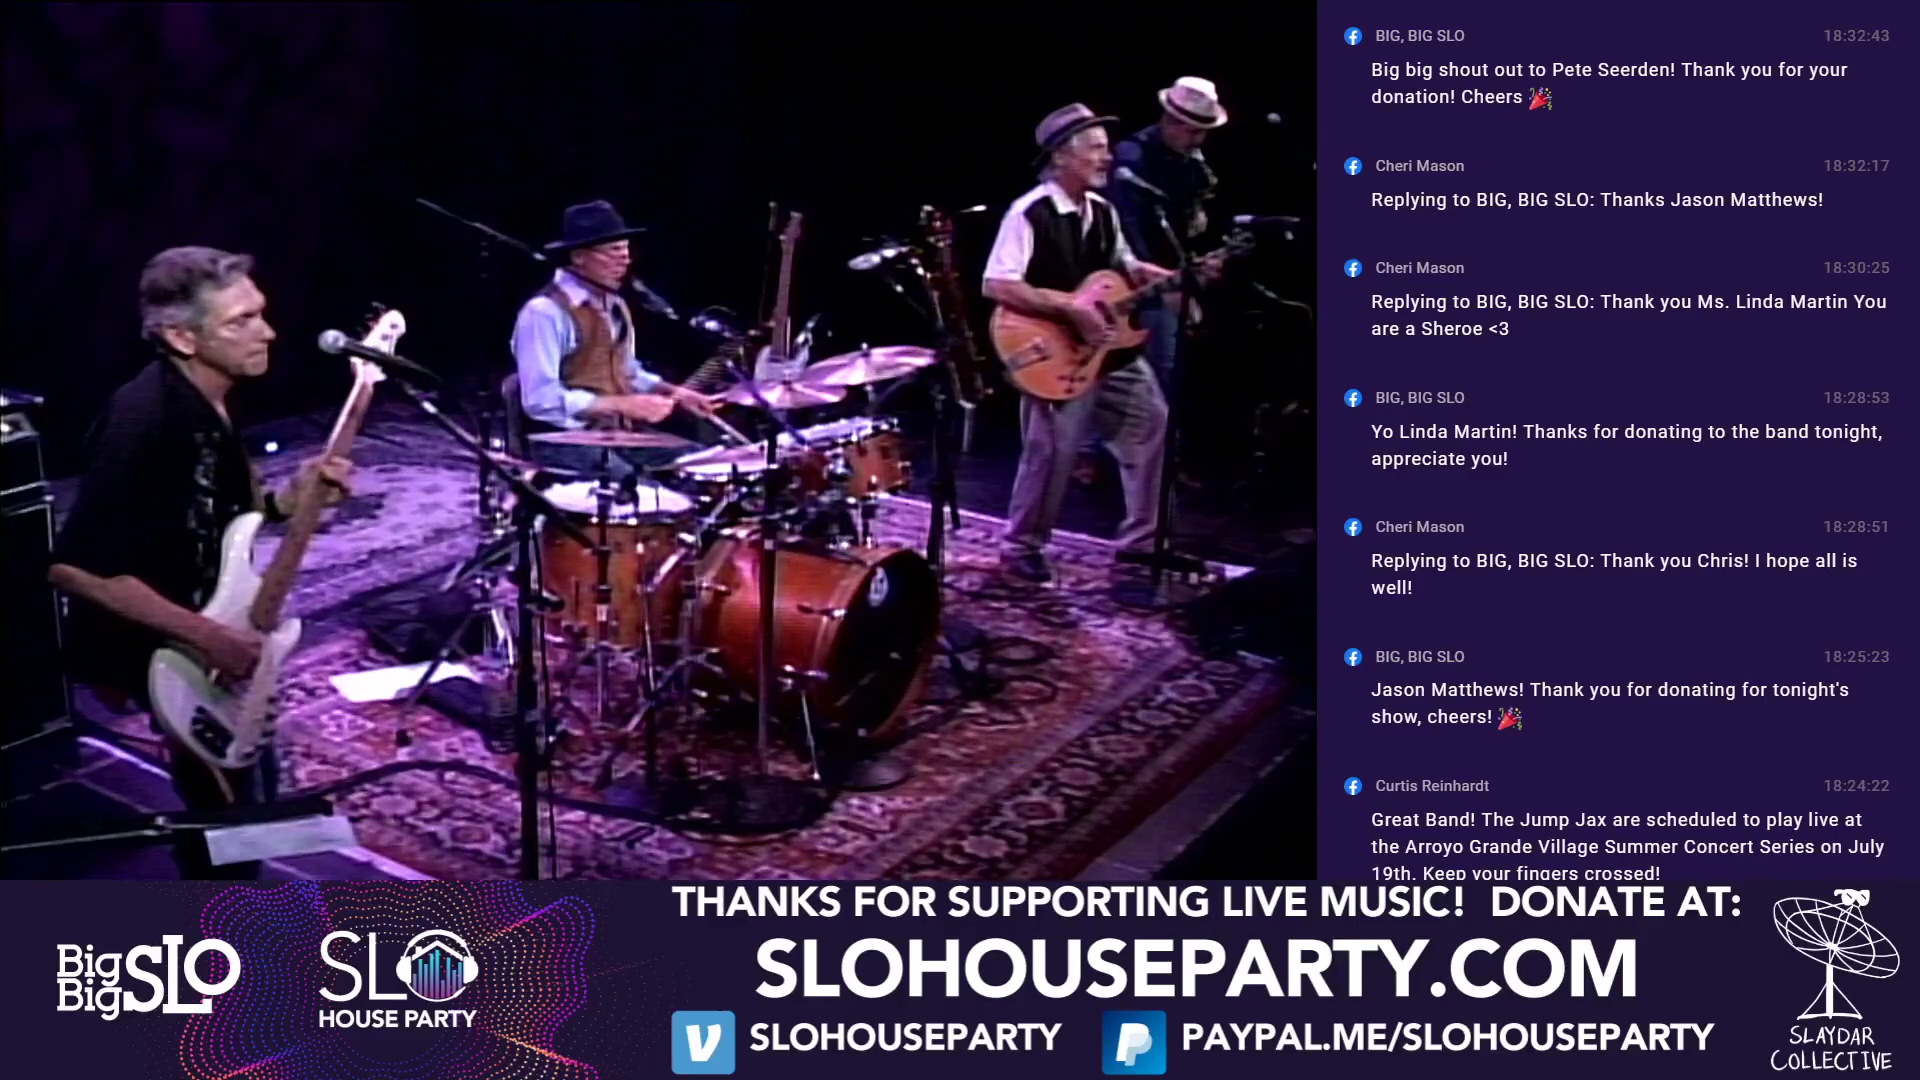 BIG, BIG SLO 18:32:43
Big big shout out to Pete Seerden! Thank you for your
donation! Cheers 🎉
Cheri Mason 18:32:17
Replying to BIG, BIG SLO: Thanks Jason Matthews!
Cheri Mason 18:30:25
Replying to BIG, BIG SLO: Thank you Ms. Linda Martin You
are a Sheroe <3
BIG, BIG SLO 18:28:53
Yo Linda Martin! Thanks for donating to the band tonight,
appreciate you!
Cheri Mason 18:28:51
Replying to BIG, BIG SLO: Thank you Chris! I hope all is
well!
BIG, BIG SLO 18:25:23
Jason Matthews! Thank you for donating for tonight's
show, cheers! 🎉
Curtis Reinhardt 18:24:22
Great Band! The Jump Jax are scheduled to play live at
the Arroyo Grande Village Summer Concert Series on July
19th. Keep your fingers crossed!
Big
Big SLO
SLO
HOUSE PARTY
THANKS FOR SUPPORTING LIVE MUSIC! DONATE AT:
SLOHOUSEPARTY.COM
SLOHOUSEPARTY
PAYPAL.ME/SLOHOUSEPARTY
SLAYDAR
COLLECTIVE